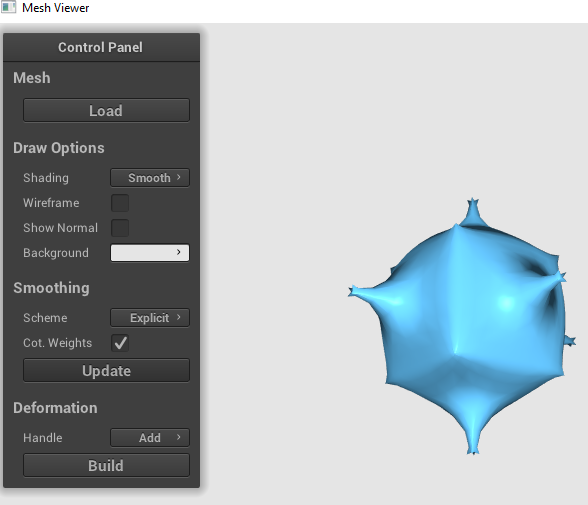 Mesh Viewer
Control Panel
Mesh
Load
Draw Options
Shading Smooth
Wireframe
Show Normal
Background
Smoothing
Scheme Explicit
Cot. Weights
Update
Deformation
Handle Add
Build